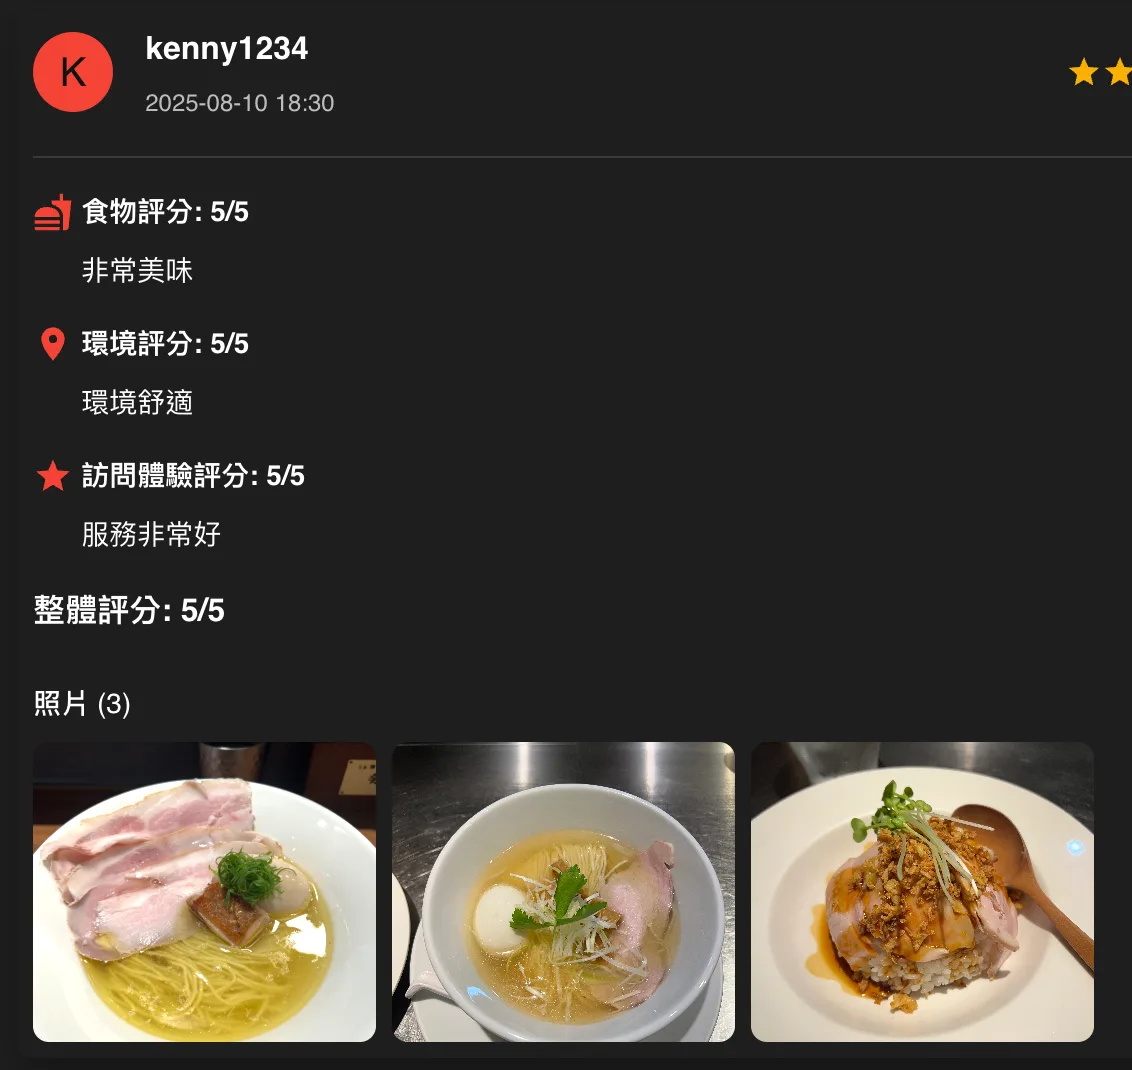 K
kenny1234
2025-08-10 18:30
食物評分: 5/5
非常美味
環境評分: 5/5
環境舒適
訪問體驗評分: 5/5
服務非常好
整體評分: 5/5
照片 (3)